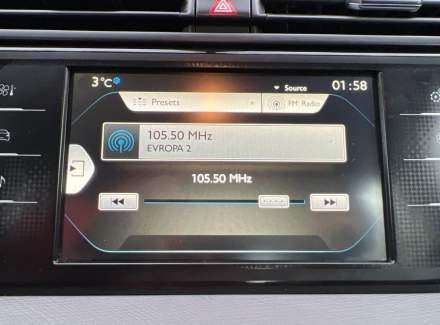 3°C
Source
01:58
Presets
FM Radio
105.50 MHz
EVROPA 2
105.50 MHz